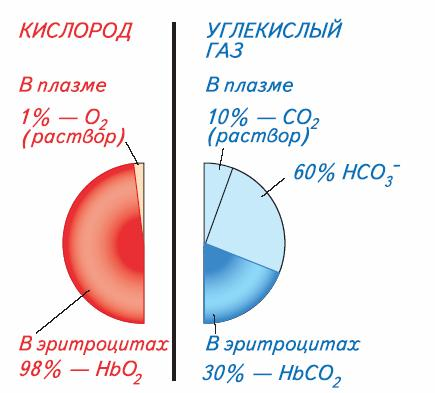 КИСЛОРОД
В плазме
1% — O₂
(раствор)
В эритроцитах
98% — HbO₂
УГЛЕКИСЛЫЙ
ГАЗ
В плазме
10% — CO₂
(раствор)
60% HCO₃⁻
В эритроцитах
30% — HbCO₂